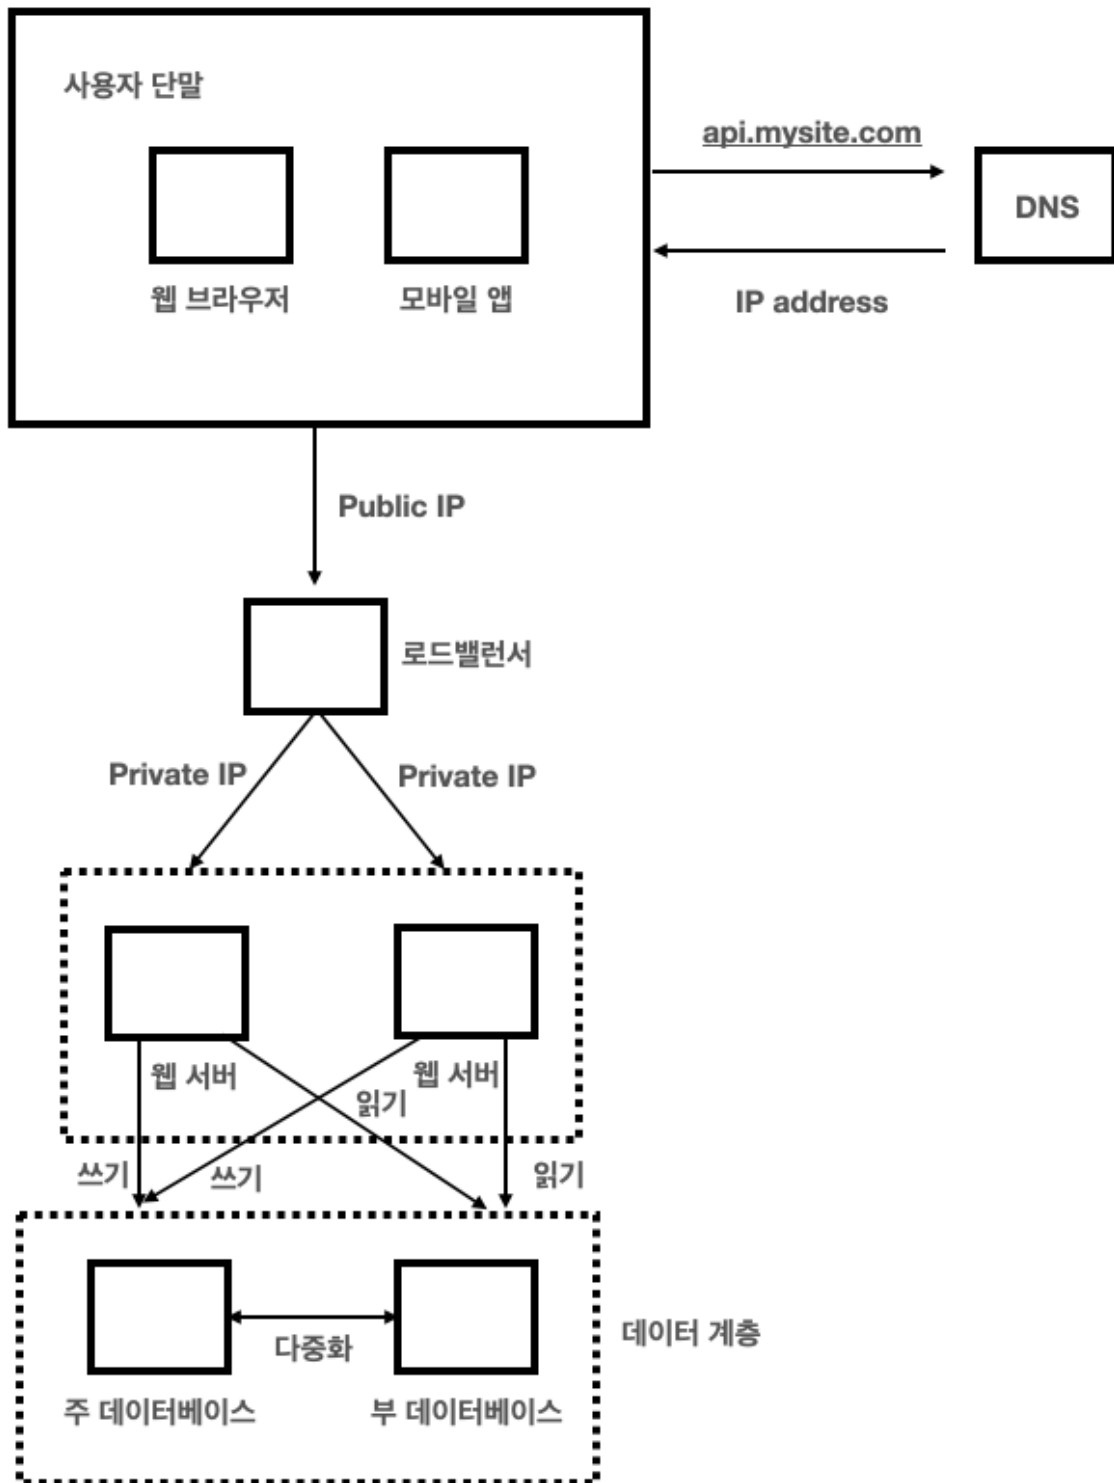 사용자 단말
api.mysite.com
DNS
웹 브라우저
모바일 앱
IP address
Public IP
로드밸런서
Private IP
Private IP
웹 서버
웹 서버
읽기
쓰기
쓰기
읽기
다중화
데이터 계층
주 데이터베이스
부 데이터베이스